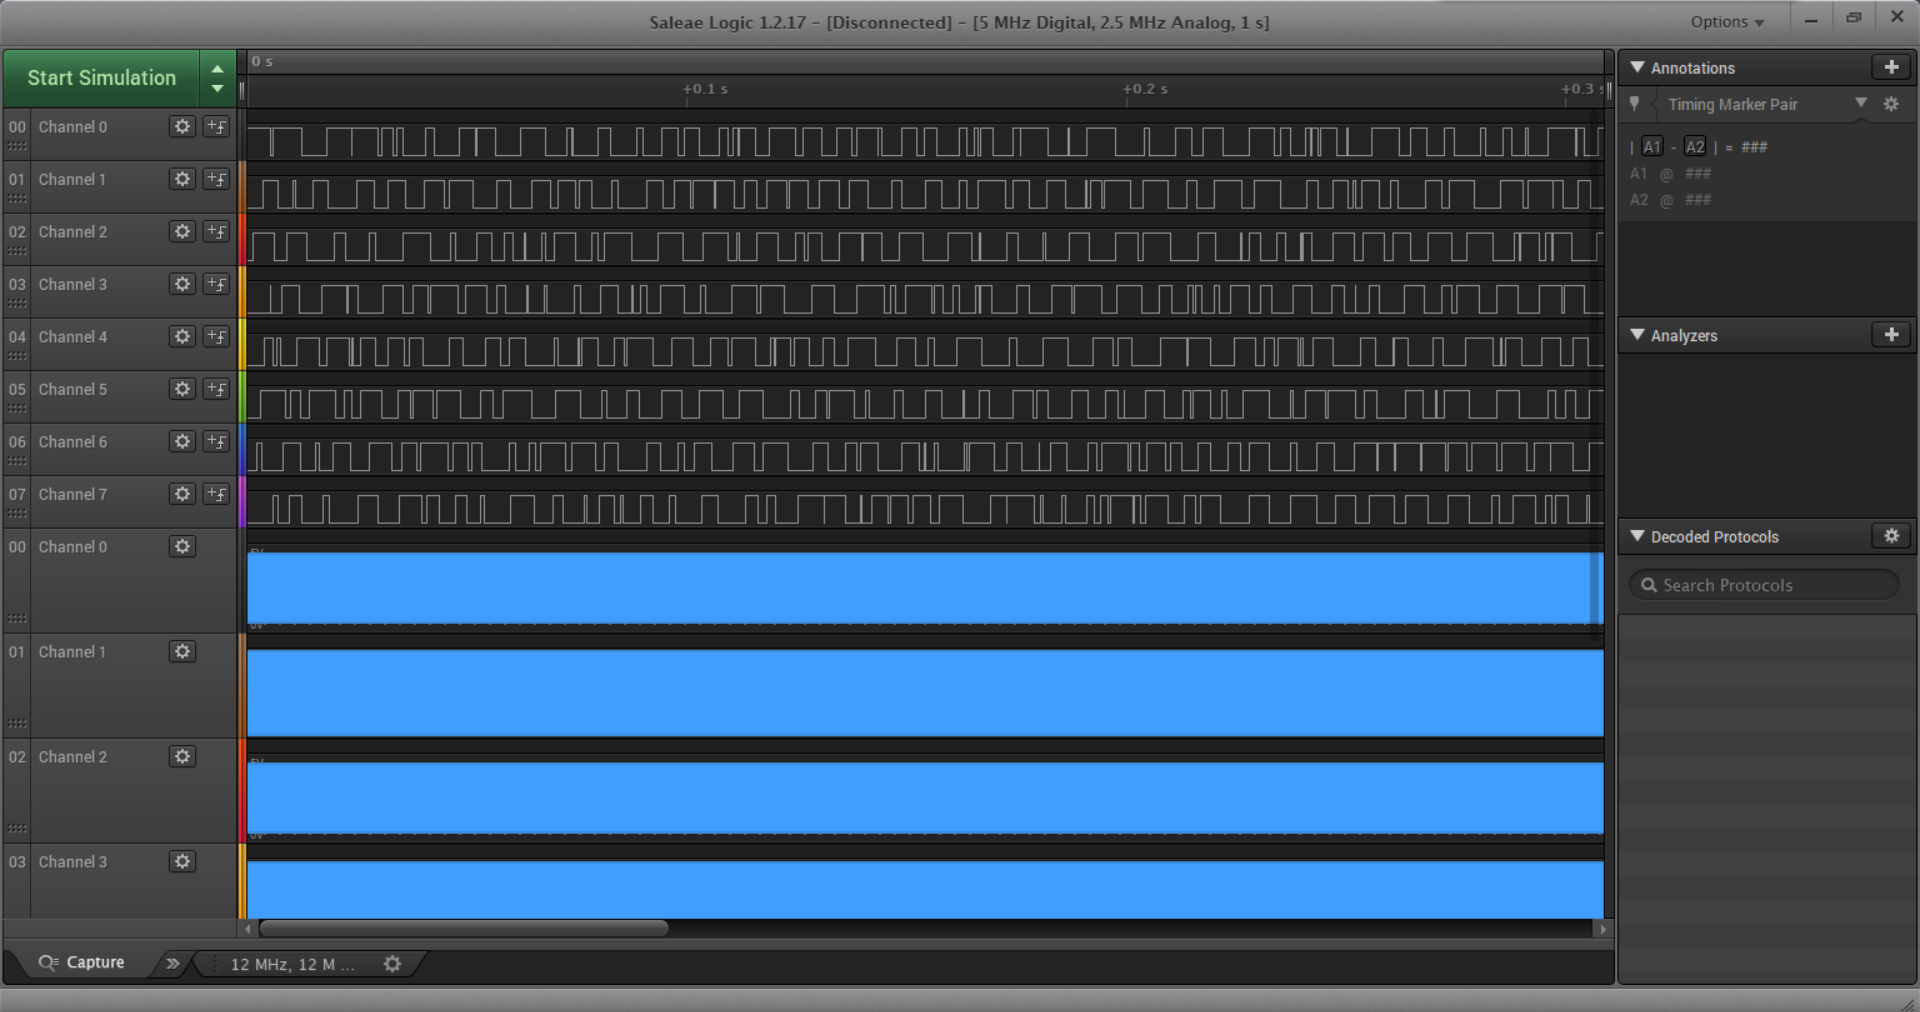 Saleae Logic 1.2.17 - [Disconnected] - [5 MHz Digital, 2.5 MHz Analog, 1 s]
Options
Start Simulation
0 s
+0.1 s
+0.2 s
+0.3 s
00 Channel 0
01 Channel 1
02 Channel 2
03 Channel 3
04 Channel 4
05 Channel 5
06 Channel 6
07 Channel 7
00 Channel 0
01 Channel 1
02 Channel 2
03 Channel 3
Capture
12 MHz, 12 M ...
Annotations
Timing Marker Pair
| A1 - A2 | = ###
A1 @ ###
A2 @ ###
Analyzers
Decoded Protocols
Search Protocols